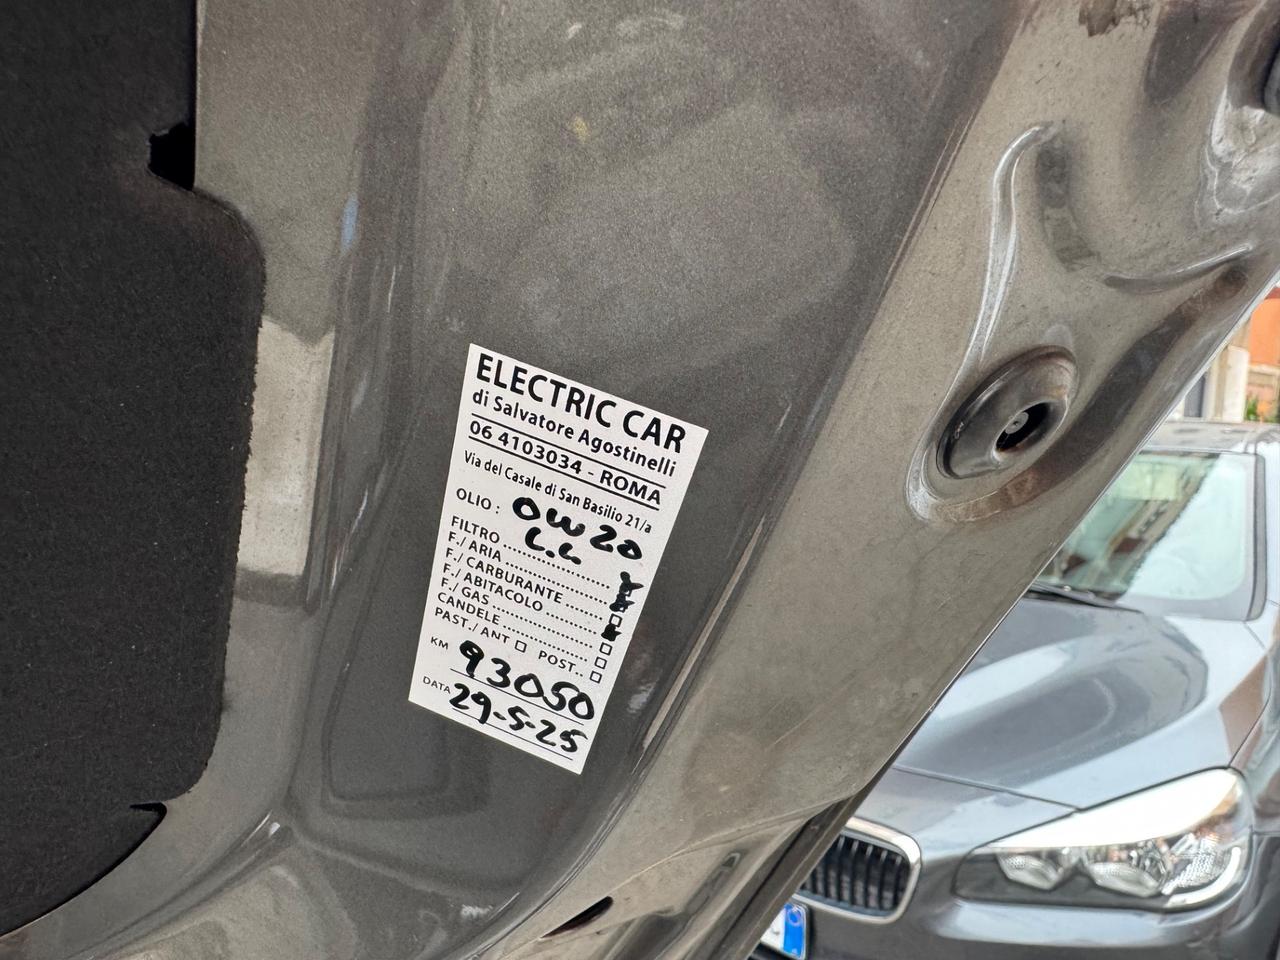 ELECTRIC CAR
di Salvatore Agostinelli
06 4103034 - ROMA
Via del Casale di San Basilio 21/a
OLIO : 0W20
L.L
FILTRO
F./ARIA
F./CARBURANTE
F./ABITACOLO
F./GAS
CANDELE
PAST./ANT □ POST.. □
KM 93050
DATA 29-5-25